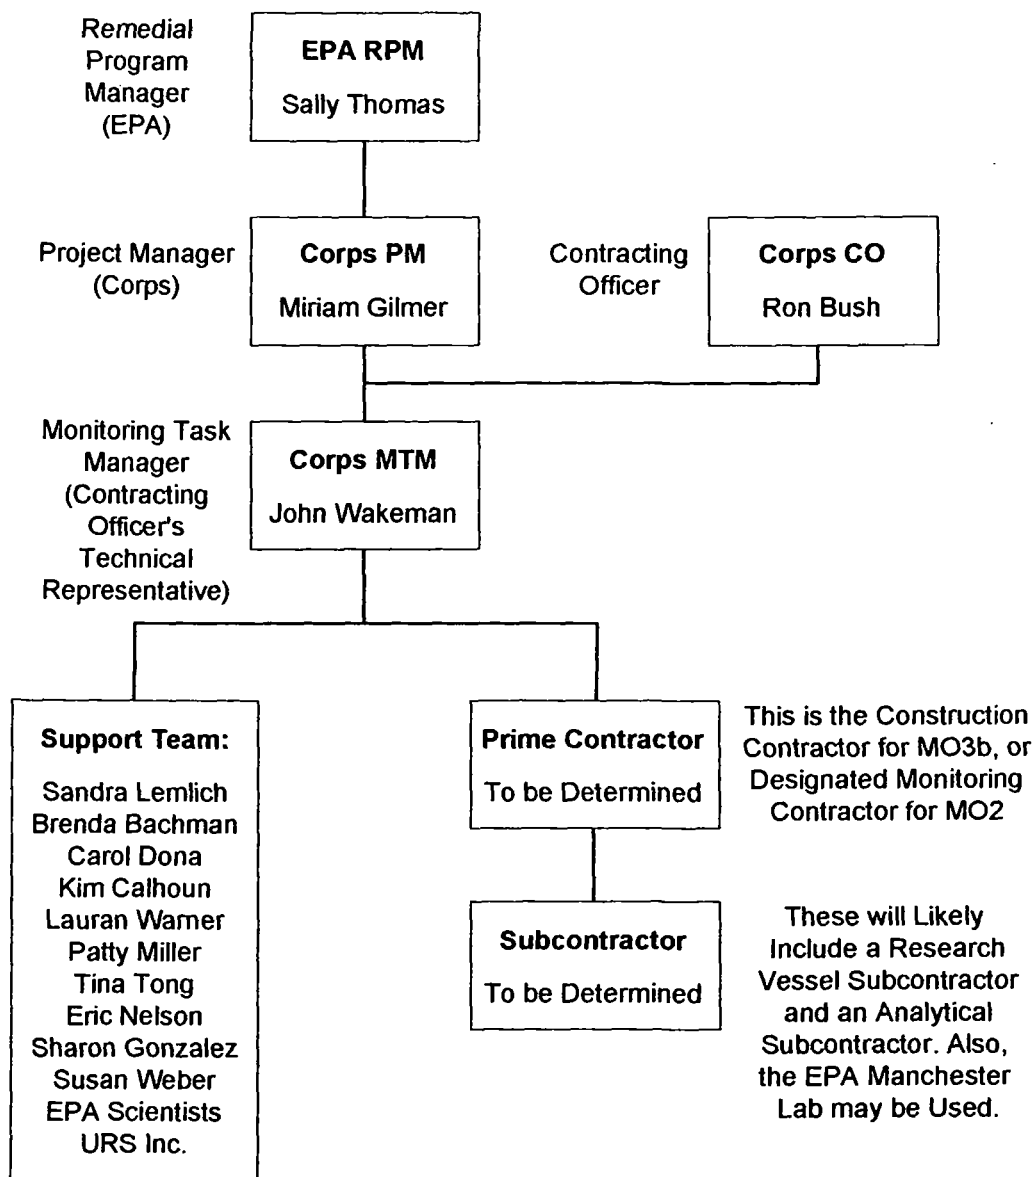 Remedial
Program
Manager
(EPA)
EPA RPM
Sally Thomas
Project Manager
(Corps)
Corps PM
Miriam Gilmer
Contracting
Officer
Corps CO
Ron Bush
Monitoring Task
Manager
(Contracting
Officer's
Technical
Representative)
Corps MTM
John Wakeman
Support Team:
Sandra Lemlich
Brenda Bachman
Carol Dona
Kim Calhoun
Lauran Warner
Patty Miller
Tina Tong
Eric Nelson
Sharon Gonzalez
Susan Weber
EPA Scientists
URS Inc.
Prime Contractor
To be Determined
This is the Construction
Contractor for MO3b, or
Designated Monitoring
Contractor for MO2
Subcontractor
To be Determined
These will Likely
Include a Research
Vessel Subcontractor
and an Analytical
Subcontractor. Also,
the EPA Manchester
Lab may be Used.